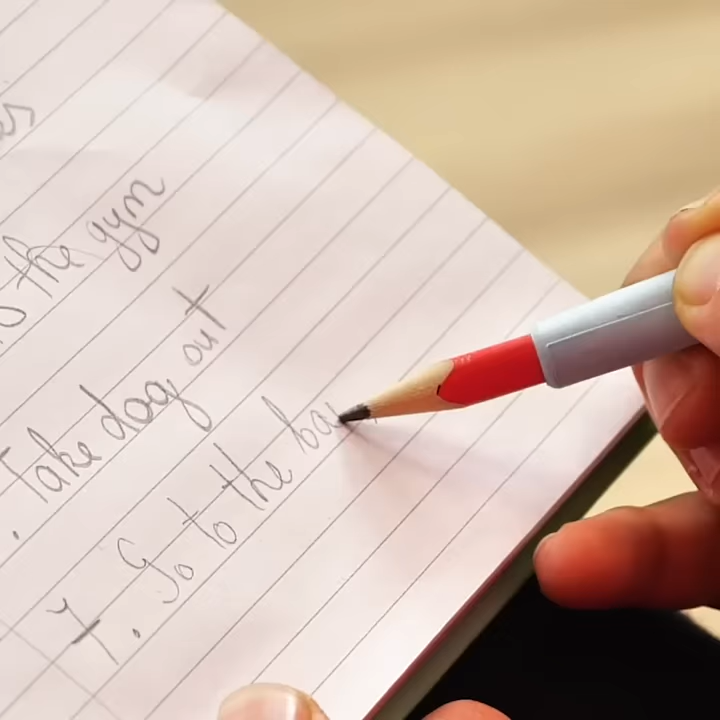 the gym
. Take dog out
7. Go to the ba